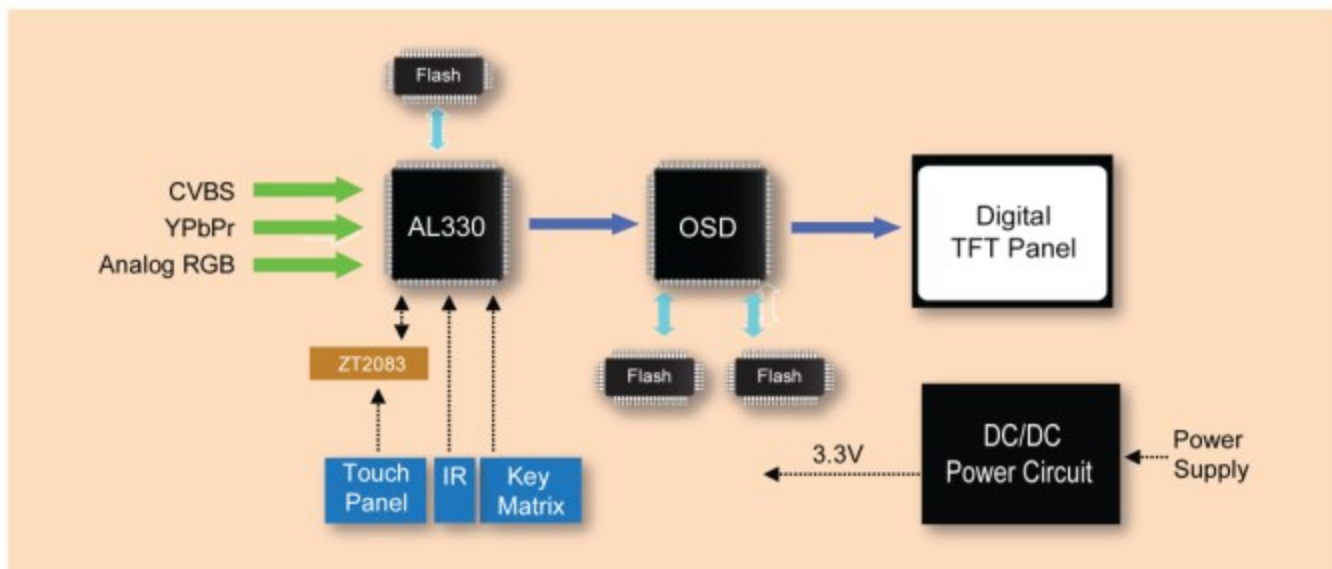 Flash
CVBS
YPbPr
Analog RGB
AL330
OSD
Digital
TFT Panel
ZT2083
Flash
Flash
Touch
Panel
IR
Key
Matrix
3.3V
DC/DC
Power Circuit
Power
Supply